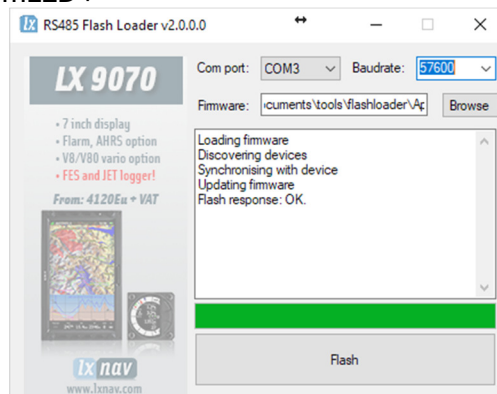 RS485 Flash Loader v2.0.0.0
LX 9070
• 7 inch display
• Flarm, AHRS option
• V8/V80 vario option
• FES and JET logger!
From: 4120Eu + VAT
lx nav
www.lxnav.com
Com port: COM3 Baudrate: 57600
Firmware: ocuments\tools\flashloader\Ap Browse
Loading firmware
Discovering devices
Synchronising with device
Updating firmware
Flash response: OK.
Flash